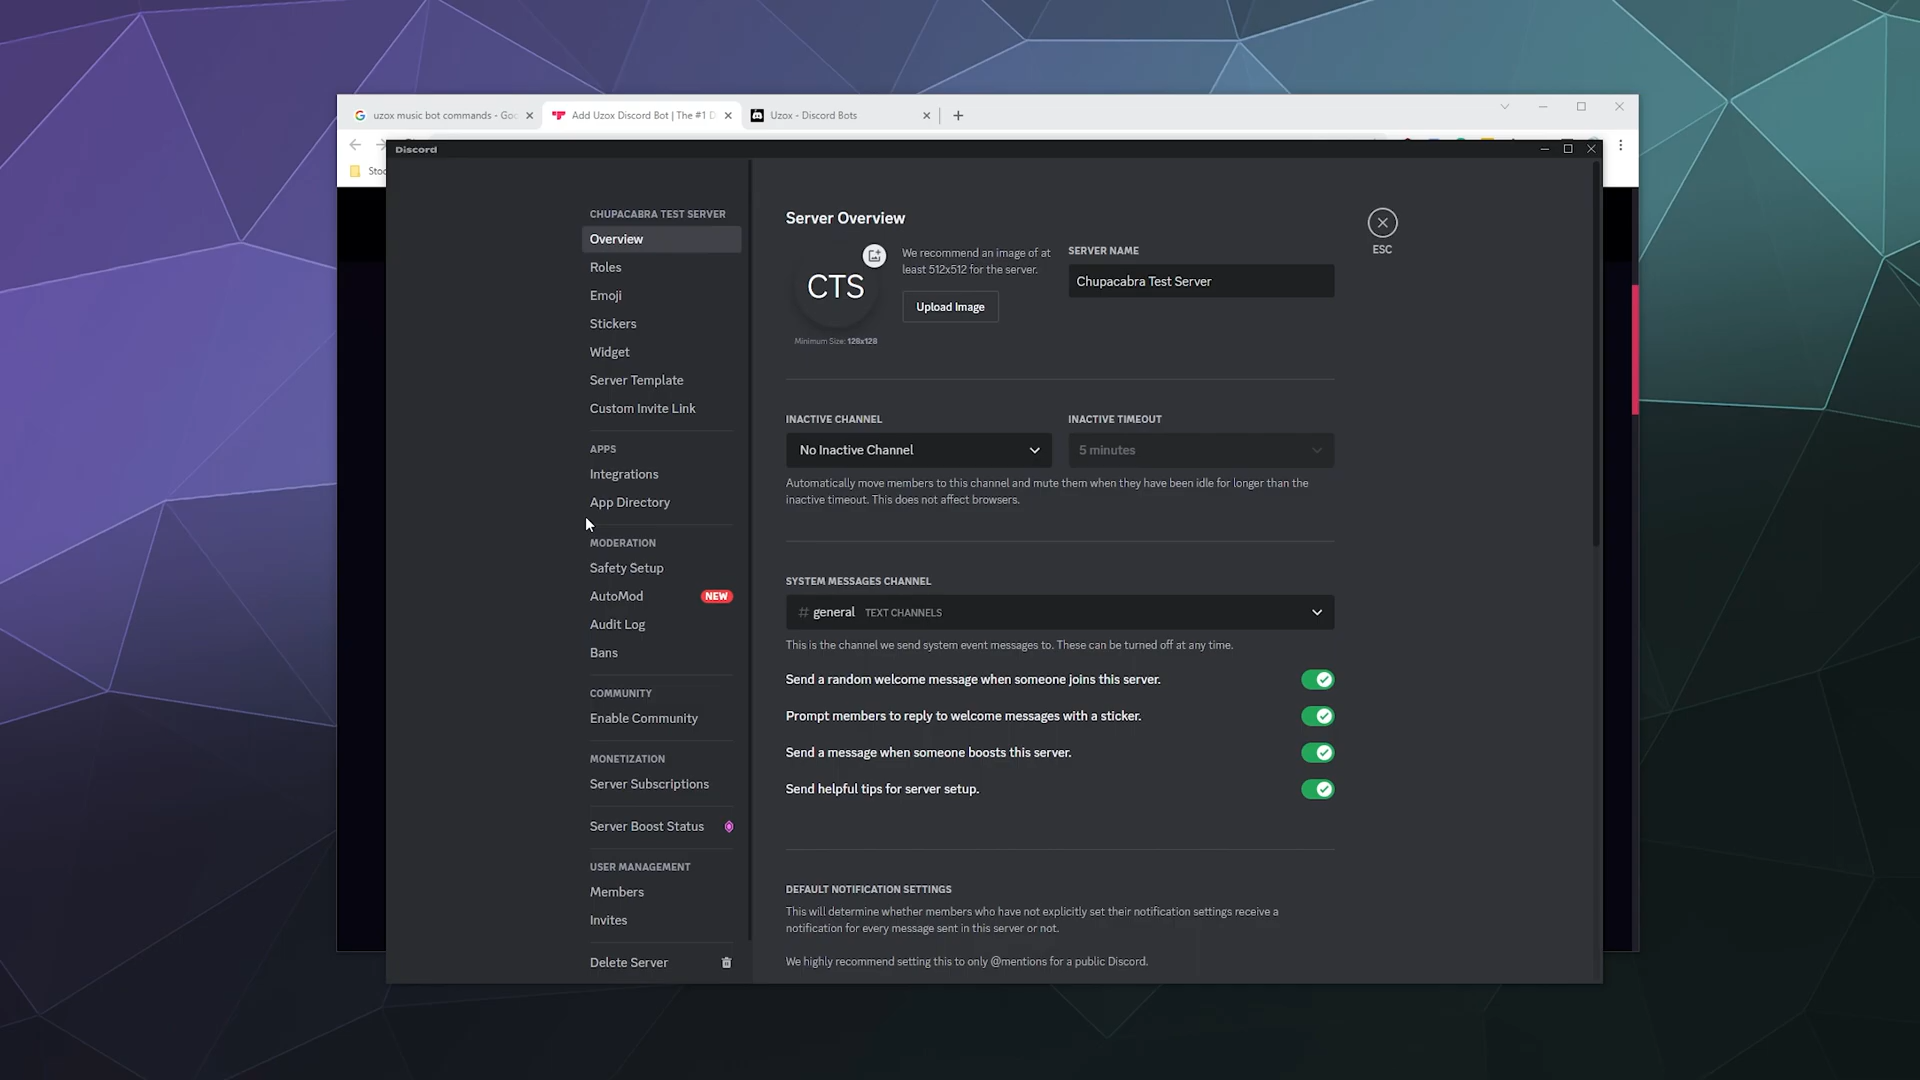 uzox music bot commands - Goo
Add Uzox Discord Bot | The #1 D
Uzox - Discord Bots
Stoc
Discord
CHUPACABRA TEST SERVER
Overview
Roles
Emoji
Stickers
Widget
Server Template
Custom Invite Link
APPS
Integrations
App Directory
MODERATION
Safety Setup
AutoMod
NEW
Audit Log
Bans
COMMUNITY
Enable Community
MONETIZATION
Server Subscriptions
Server Boost Status
USER MANAGEMENT
Members
Invites
Delete Server
Server Overview
CTS
Minimum Size: 128x128
We recommend an image of at
least 512x512 for the server.
Upload Image
SERVER NAME
Chupacabra Test Server
ESC
INACTIVE CHANNEL
No Inactive Channel
INACTIVE TIMEOUT
5 minutes
Automatically move members to this channel and mute them when they have been idle for longer than the
inactive timeout. This does not affect browsers.
SYSTEM MESSAGES CHANNEL
# general TEXT CHANNELS
This is the channel we send system event messages to. These can be turned off at any time.
Send a random welcome message when someone joins this server.
Prompt members to reply to welcome messages with a sticker.
Send a message when someone boosts this server.
Send helpful tips for server setup.
DEFAULT NOTIFICATION SETTINGS
This will determine whether members who have not explicitly set their notification settings receive a
notification for every message sent in this server or not.
We highly recommend setting this to only @mentions for a public Discord.